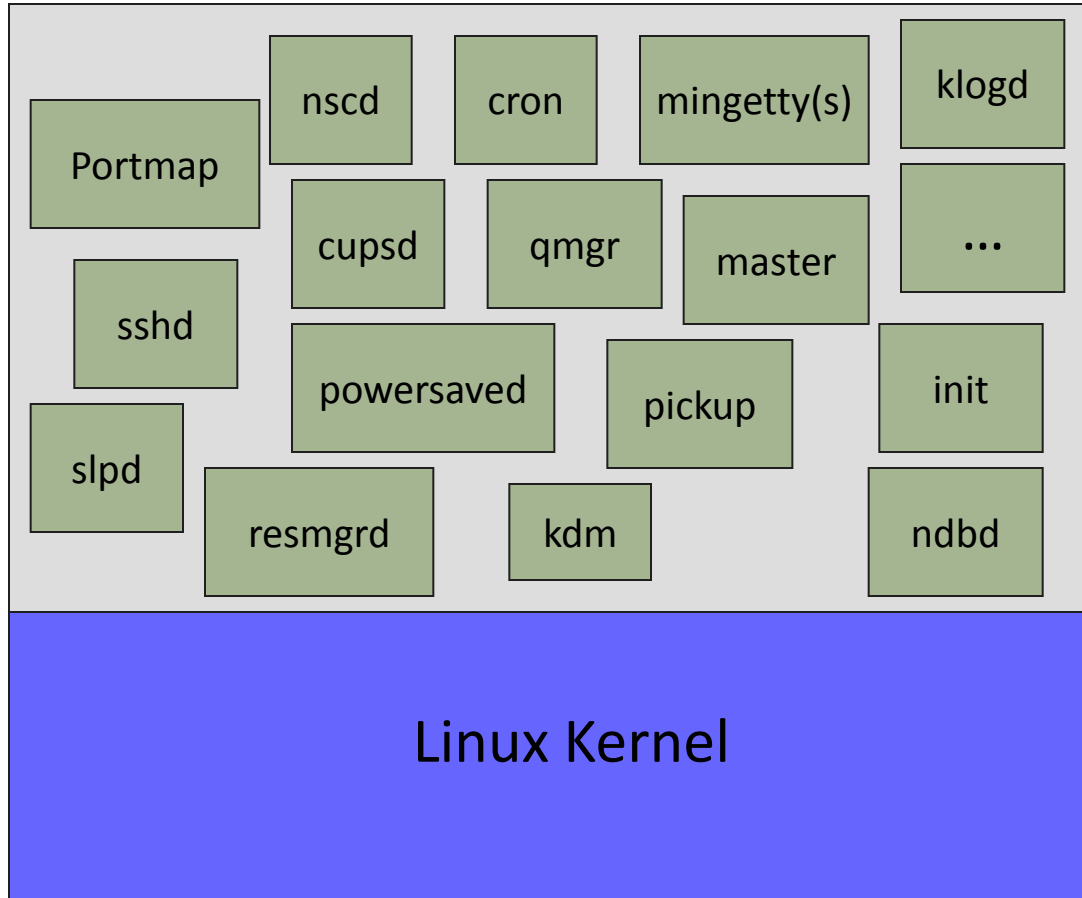 nscd
cron
mingetty(s)
klogd
Portmap
cupsd
qmgr
master
...
sshd
powersaved
pickup
init
slpd
resmgrd
kdm
ndbd
Linux Kernel